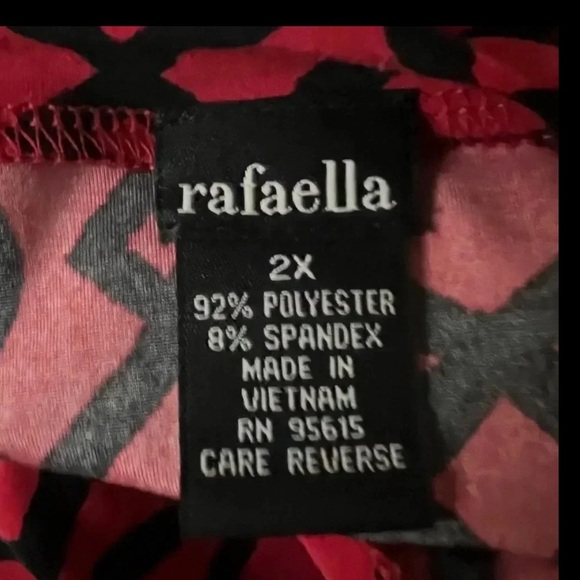 rafaella
2X
92% POLYESTER
8% SPANDEX
MADE IN
VIETNAM
RN 95615
CARE REVERSE